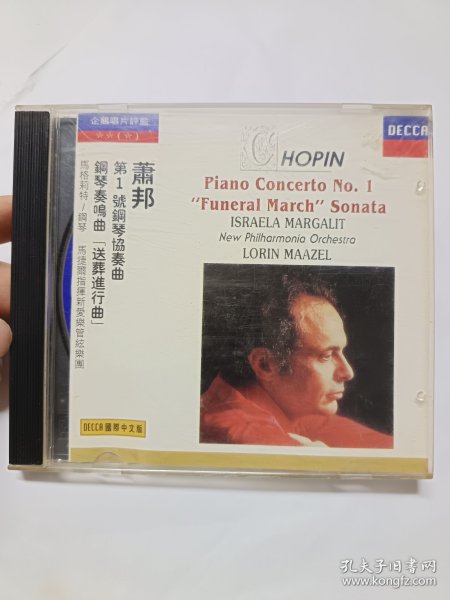 企鵝唱片評鑑
☆☆(☆)
DECCA
CHOPIN
Piano Concerto No. 1
"Funeral March" Sonata
ISRAELA MARGALIT
New Philharmonia Orchestra
LORIN MAAZEL
蕭邦
第1號鋼琴協奏曲
鋼琴奏鳴曲「送葬進行曲」
馬格莉特/鋼琴 馬捷爾指揮新愛樂管絃樂團
DECCA國際中文版
孔夫子旧书网
www.kongfz.com